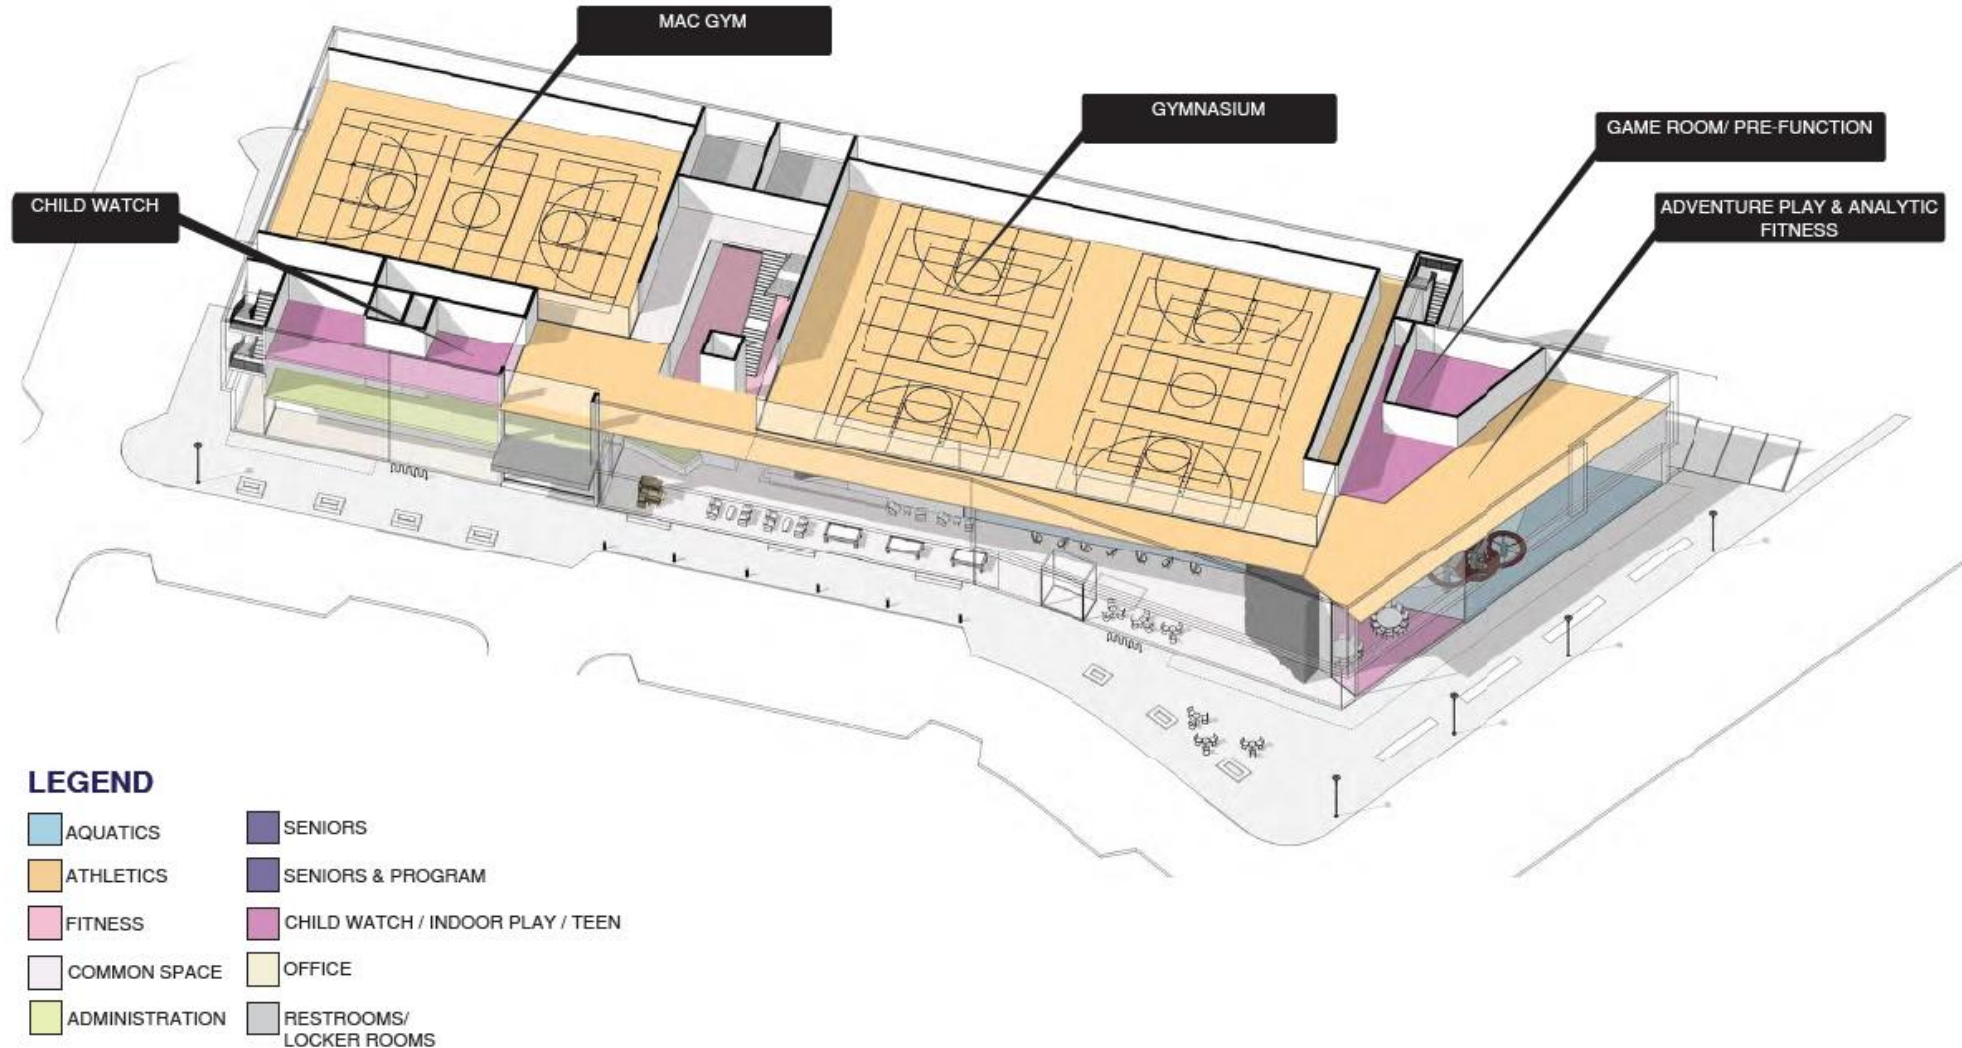 MAC GYM
GYMNASIUM
GAME ROOM/ PRE-FUNCTION
CHILD WATCH
ADVENTURE PLAY & ANALYTIC
FITNESS
LEGEND
AQUATICS
ATHLETICS
FITNESS
COMMON SPACE
ADMINISTRATION
SENIORS
SENIORS & PROGRAM
CHILD WATCH / INDOOR PLAY / TEEN
OFFICE
RESTROOMS/
LOCKER ROOMS